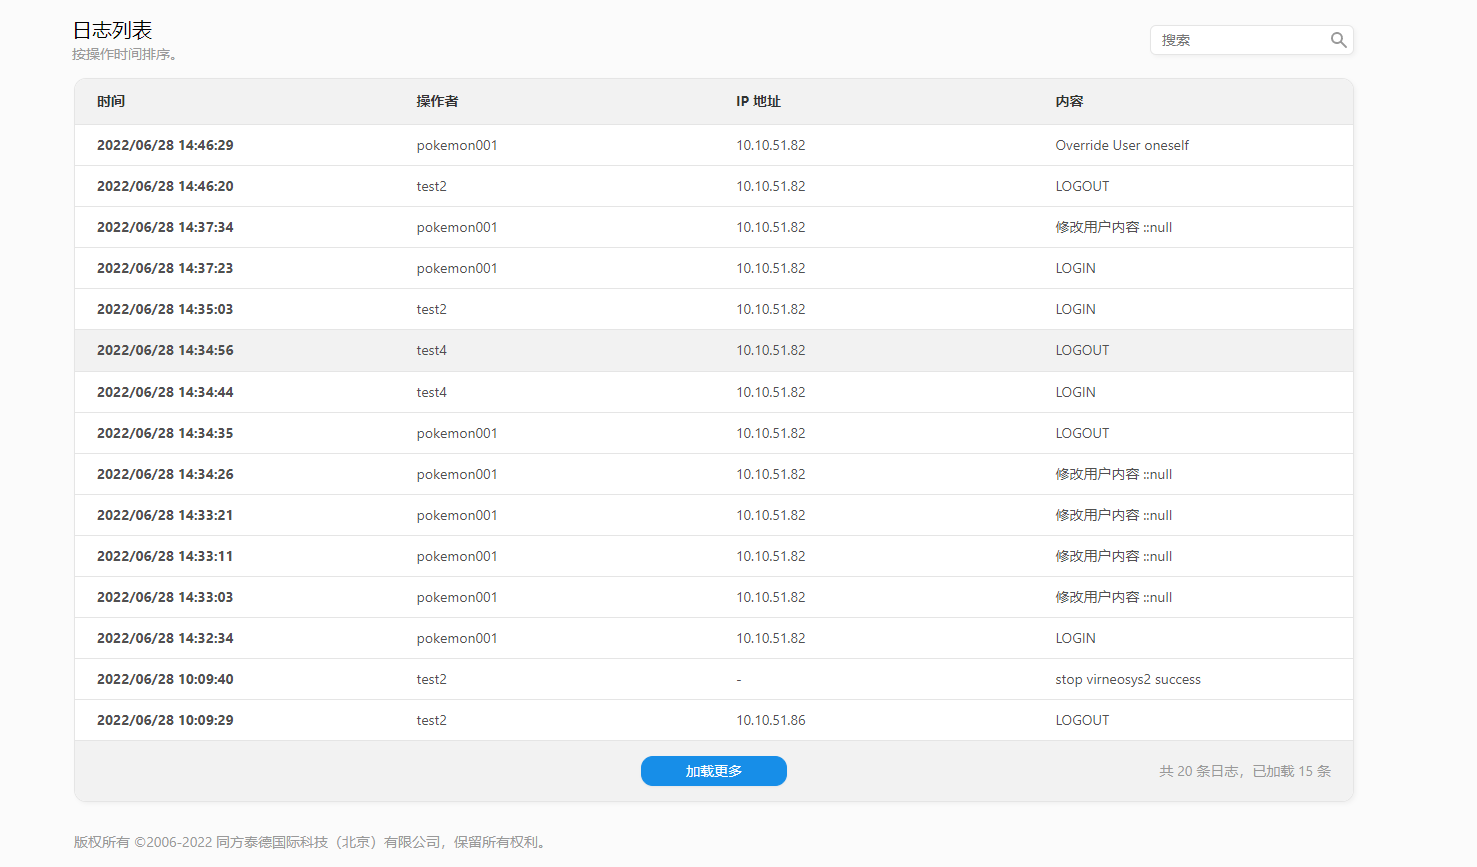 日志列表
按操作时间排序。
搜索
时间 操作者 IP 地址 内容
2022/06/28 14:46:29 pokemon001 10.10.51.82 Override User oneself
2022/06/28 14:46:20 test2 10.10.51.82 LOGOUT
2022/06/28 14:37:34 pokemon001 10.10.51.82 修改用户内容 ::null
2022/06/28 14:37:23 pokemon001 10.10.51.82 LOGIN
2022/06/28 14:35:03 test2 10.10.51.82 LOGIN
2022/06/28 14:34:56 test4 10.10.51.82 LOGOUT
2022/06/28 14:34:44 test4 10.10.51.82 LOGIN
2022/06/28 14:34:35 pokemon001 10.10.51.82 LOGOUT
2022/06/28 14:34:26 pokemon001 10.10.51.82 修改用户内容 ::null
2022/06/28 14:33:21 pokemon001 10.10.51.82 修改用户内容 ::null
2022/06/28 14:33:11 pokemon001 10.10.51.82 修改用户内容 ::null
2022/06/28 14:33:03 pokemon001 10.10.51.82 修改用户内容 ::null
2022/06/28 14:32:34 pokemon001 10.10.51.82 LOGIN
2022/06/28 10:09:40 test2 - stop virneosys2 success
2022/06/28 10:09:29 test2 10.10.51.86 LOGOUT
加载更多 共 20 条日志，已加载 15 条
版权所有 ©2006-2022 同方泰德国际科技（北京）有限公司，保留所有权利。